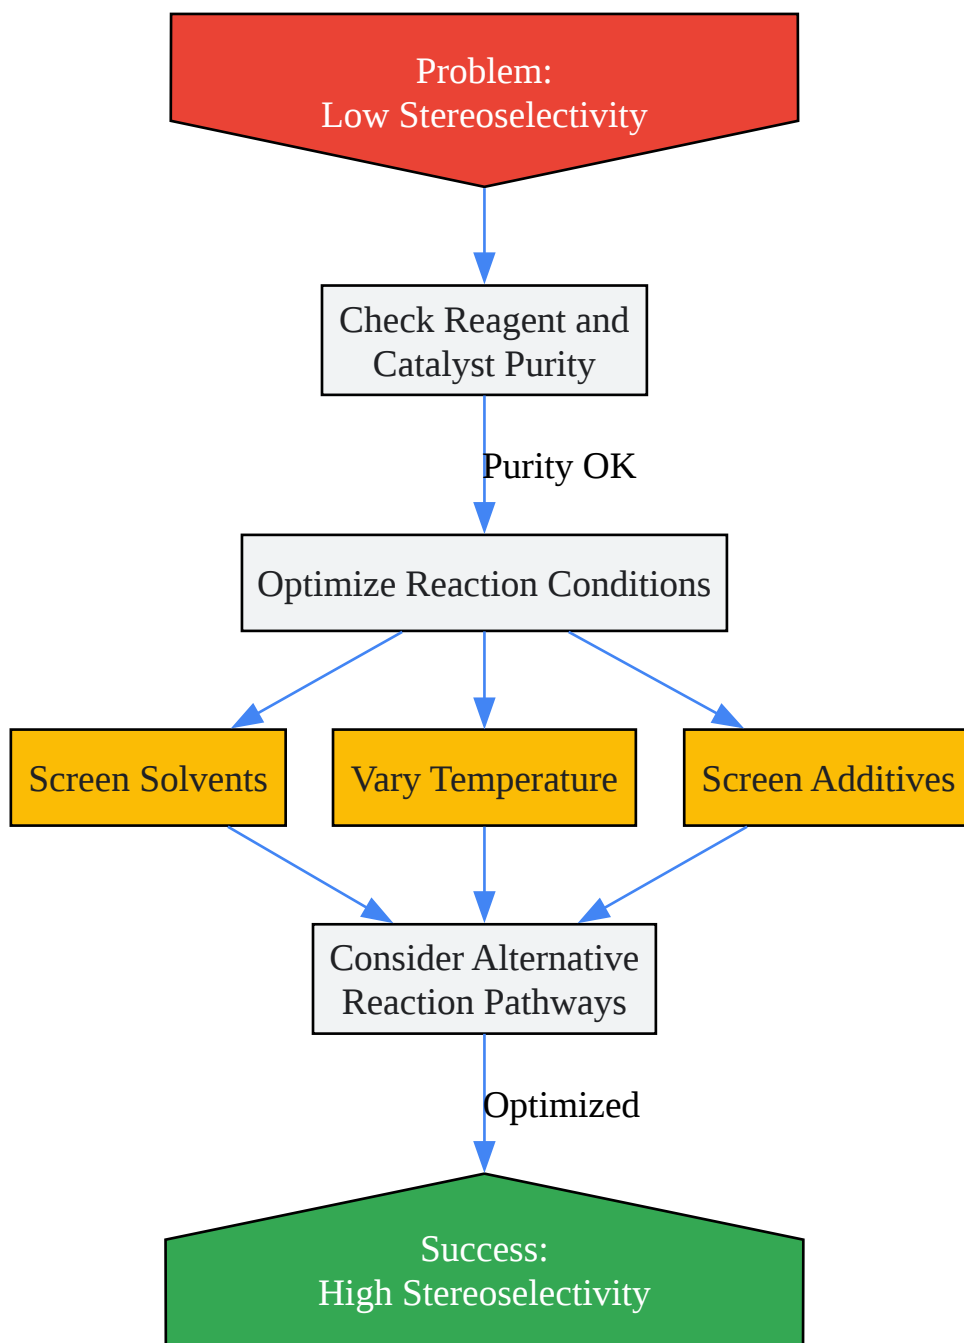 Problem:
Low Stereoselectivity
Check Reagent and
Catalyst Purity
Purity OK
Optimize Reaction Conditions
Screen Solvents
Vary Temperature
Screen Additives
Consider Alternative
Reaction Pathways
Optimized
Success:
High Stereoselectivity